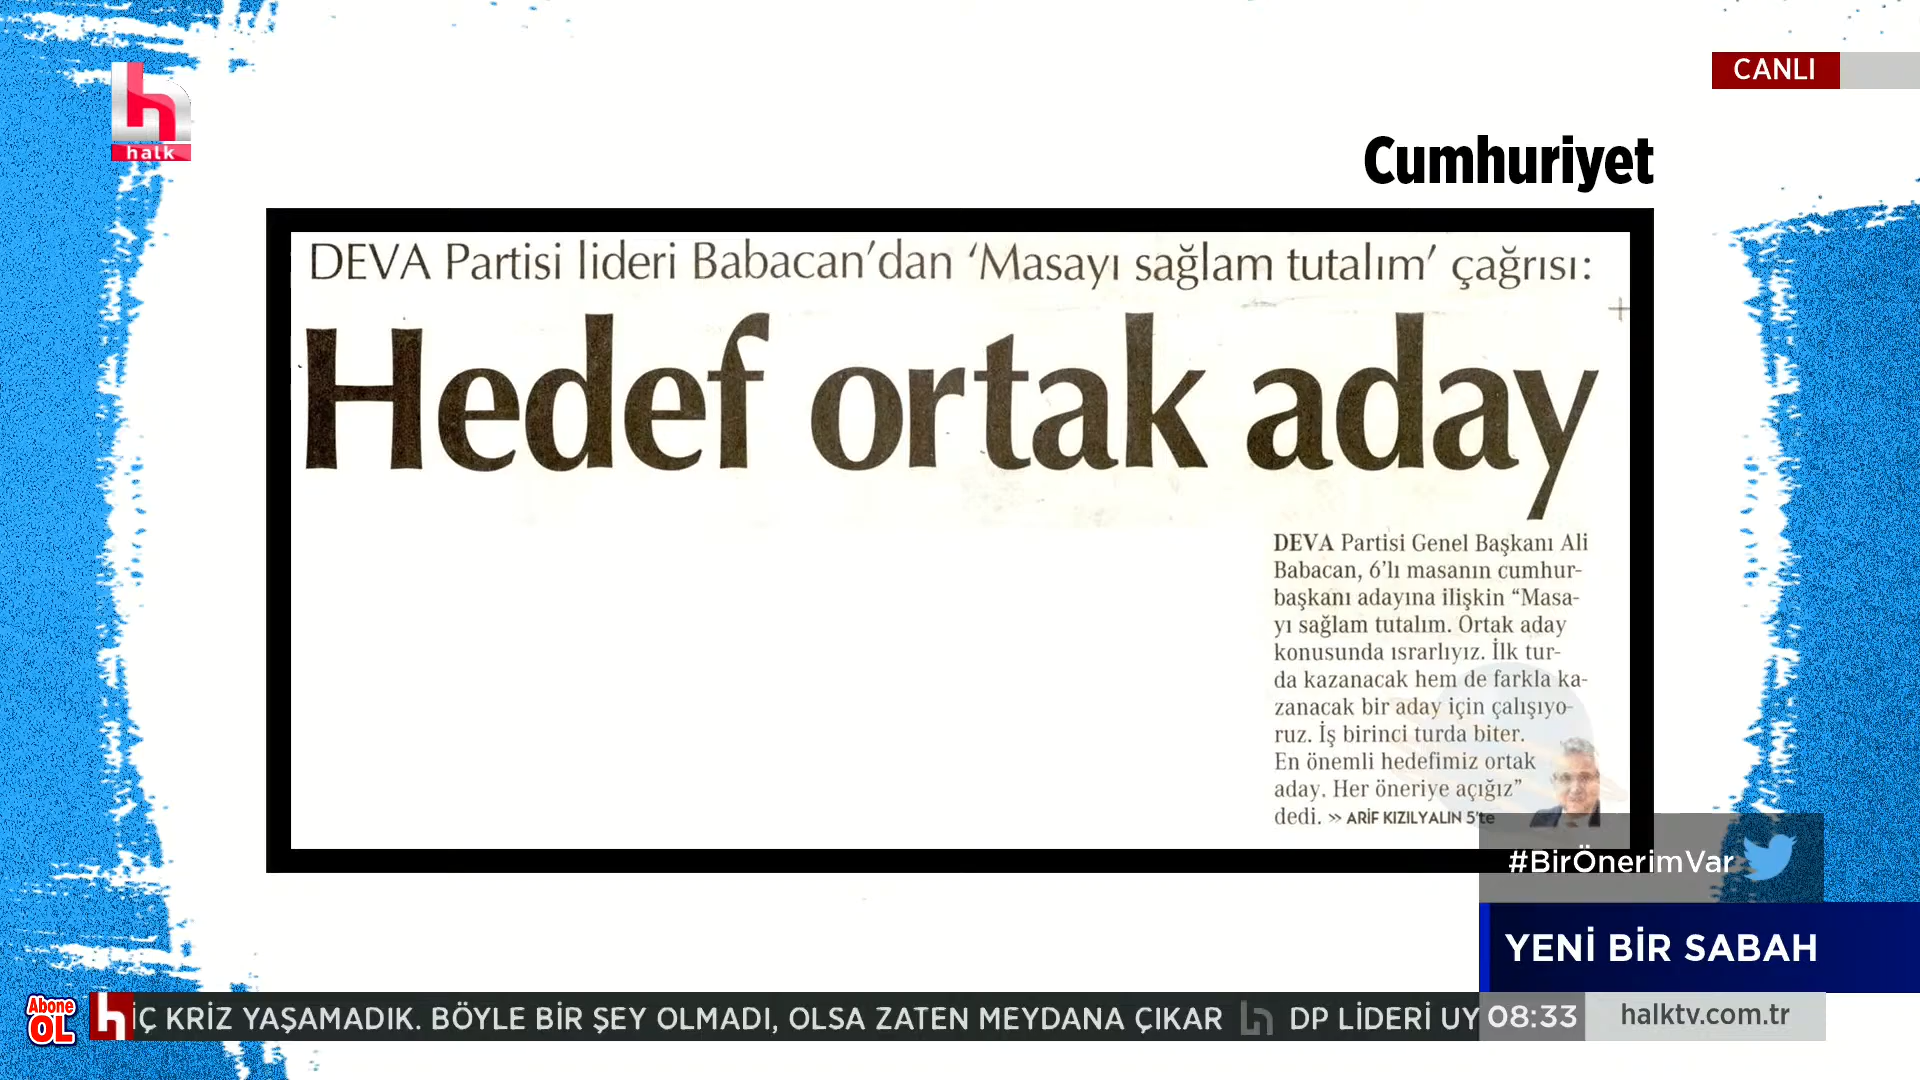 CANLI
halk
Cumhuriyet
DEVA Partisi lideri Babacan’dan ‘Masayı sağlam tutalım’ çağrısı:
Hedef ortak aday
DEVA Partisi Genel Başkanı Ali
Babacan, 6’lı masanın cumhur-
başkanı adayına ilişkin “Masa-
yı sağlam tutalım. Ortak aday
konusunda ısrarlıyız. İlk tur-
da kazanacak hem de farkla ka-
zanacak bir aday için çalışıyo-
ruz. İş birinci turda biter.
En önemli hedefimiz ortak
aday. Her öneriye açığız”
dedi. » ARİF KIZILYALIN 5’te
#BirÖnerimVar
YENİ BİR SABAH
Abone
OL
İÇ KRİZ YAŞAMADIK. BÖYLE BİR ŞEY OLMADI, OLSA ZATEN MEYDANA ÇIKAR DP LİDERİ UY 08:33 halktv.com.tr